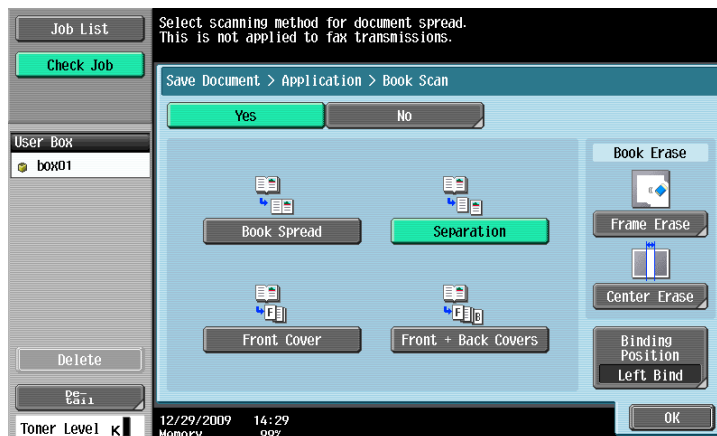 Job List
Check Job
Select scanning method for document spread.
This is not applied to fax transmissions.
Save Document > Application > Book Scan
Yes
No
User Box
box01
Book Erase
Book Spread
Separation
Frame Erase
Front Cover
Front + Back Covers
Center Erase
F
F
B
Binding
Position
Left Bind
Delete
De-
tail
Toner Level K
12/29/2009 14:29
Memory 99%
OK